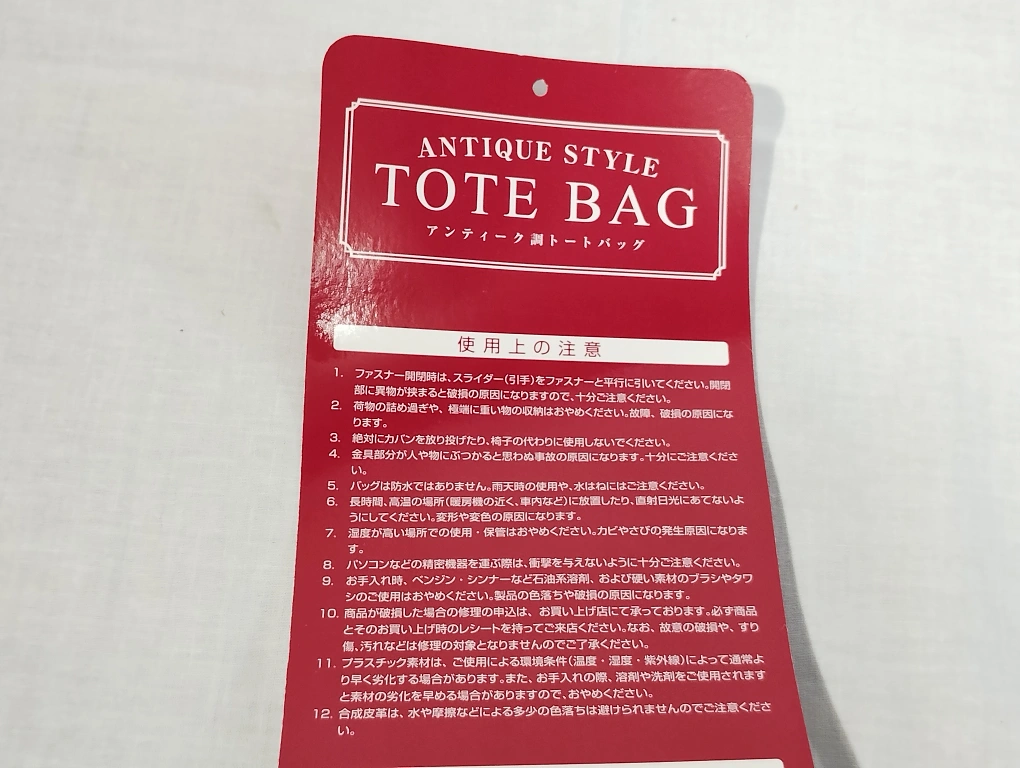 ANTIQUE STYLE
TOTE BAG
アンティーク調トートバッグ
使用上の注意
1. ファスナー開閉時は、スライダー(引手)をファスナーと平行に引いてください。開閉
部に異物が挟まると破損の原因になりますので、十分ご注意ください。
2. 荷物の詰め過ぎや、極端に重い物の収納はおやめください。故障、破損の原因にな
ります。
3. 絶対にカバンを放り投げたり、椅子の代わりに使用しないでください。
4. 金具部分が人や物にぶつかると思わぬ事故の原因になります。十分にご注意くださ
い。
5. バッグは防水ではありません。雨天時の使用や、水はねにはご注意ください。
6. 長時間、高温の場所(暖房機の近く、車内など)に放置したり、直射日光にあてないよ
うにしてください。変形や変色の原因になります。
7. 湿度が高い場所での使用・保管はおやめください。カビやさびの発生原因になりま
す。
8. パソコンなどの精密機器を運ぶ際は、衝撃を与えないように十分ご注意ください。
9. お手入れ時、ベンジン・シンナーなど石油系溶剤、および硬い素材のブラシやタワ
シのご使用はおやめください。製品の色落ちや破損の原因になります。
10. 商品が破損した場合の修理の申込は、お買い上げ店にて承っております。必ず商品
とそのお買い上げ時のレシートを持ってご来店ください。なお、故意の破損や、すり
傷、汚れなどは修理の対象となりませんのでご了承ください。
11. プラスチック素材は、ご使用による環境条件(温度・湿度・紫外線)によって通常よ
り早く劣化する場合があります。また、お手入れの際、溶剤や洗剤をご使用されます
と素材の劣化を早める場合がありますので、おやめください。
12. 合成皮革は、水や摩擦などによる多少の色落ちは避けられませんのでご注意くださ
い。